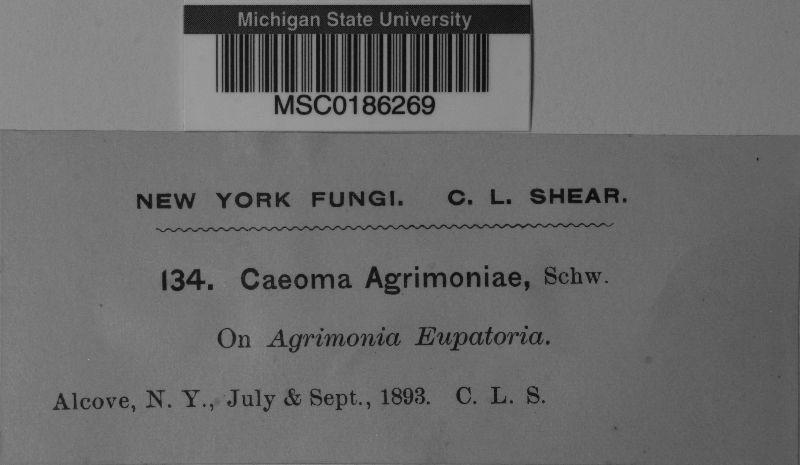 Michigan State University
MSC0186269
NEW YORK FUNGI. C. L. SHEAR.
134. Caeoma Agrimoniae, Schw.
On Agrimonia Eupatoria.
Alcove, N. Y., July & Sept., 1893. C. L. S.